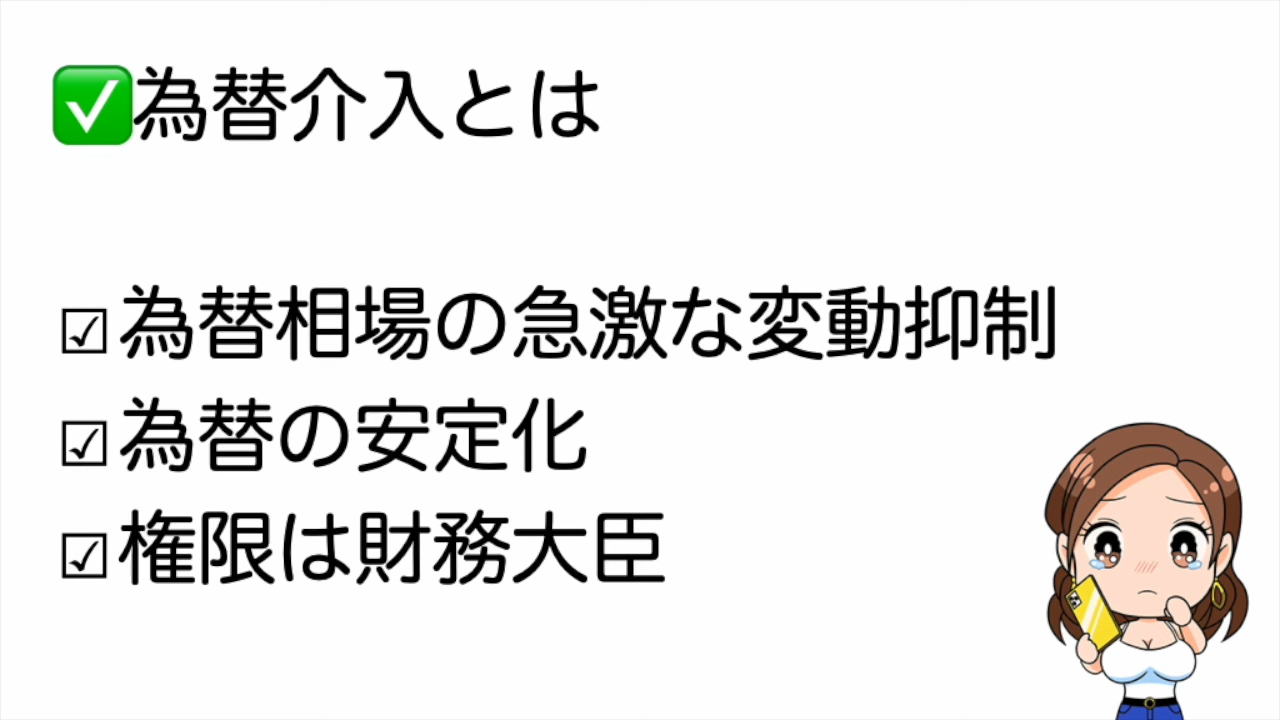 ✅為替介入とは
☑為替相場の急激な変動抑制
☑為替の安定化
☑権限は財務大臣